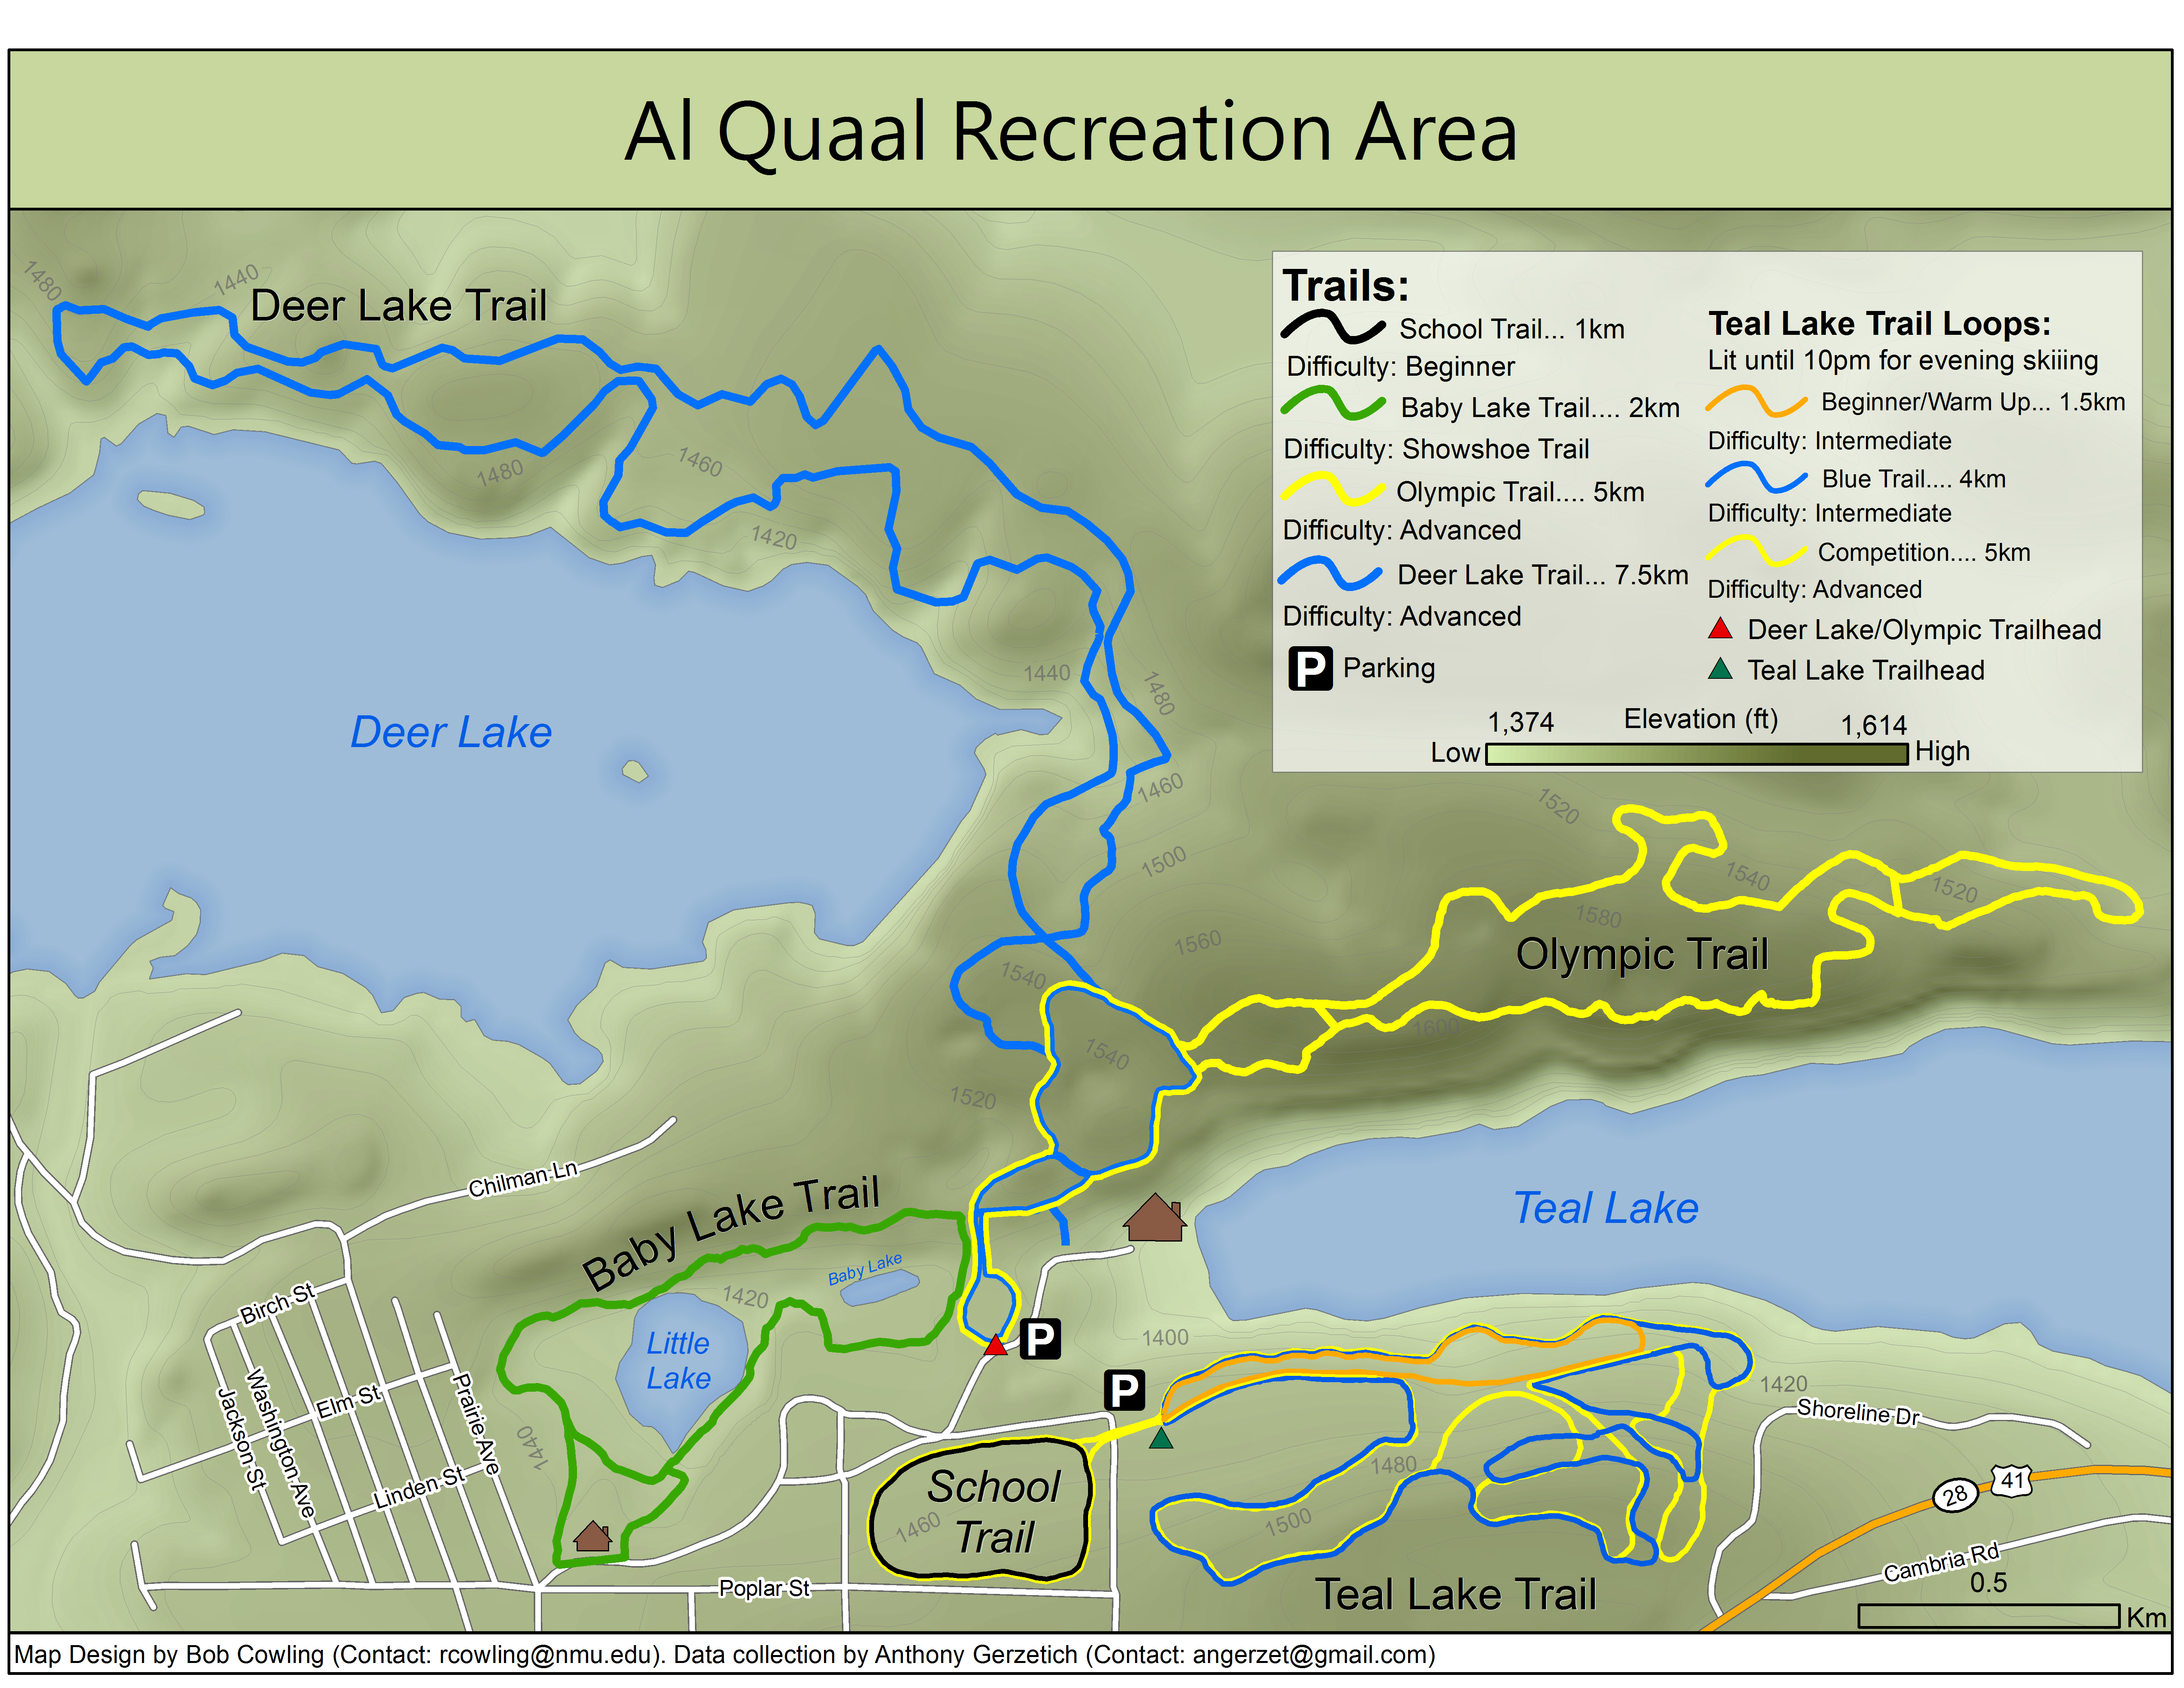 Al Quaal Recreation Area
Trails:
School Trail... 1km
Difficulty: Beginner
Baby Lake Trail.... 2km
Difficulty: Showshoe Trail
Olympic Trail.... 5km
Difficulty: Advanced
Deer Lake Trail... 7.5km
Difficulty: Advanced
P Parking
Teal Lake Trail Loops:
Lit until 10pm for evening skiiing
Beginner/Warm Up... 1.5km
Difficulty: Intermediate
Blue Trail.... 4km
Difficulty: Intermediate
Competition.... 5km
Difficulty: Advanced
Deer Lake/Olympic Trailhead
Teal Lake Trailhead
1,374 Elevation (ft) 1,614
Low High
1480
1440
Deer Lake Trail
1480
1460
1420
1440
1480
Deer Lake
1460
1500
1520
1540
1520
1580
Olympic Trail
1560
1540
1600
1540
1520
Chilman Ln
Baby Lake Trail
Teal Lake
Baby Lake
1420
Birch St
Little
Lake
P
1400
P
1420
Washington Ave
Jackson St
Elm St
Prairie Ave
Shoreline Dr
1440
Linden St
School
Trail
1460
1480
1500
28
41
Cambria Rd
Poplar St
Teal Lake Trail
0.5
Km
Map Design by Bob Cowling (Contact: rcowling@nmu.edu). Data collection by Anthony Gerzetich (Contact: angerzet@gmail.com)